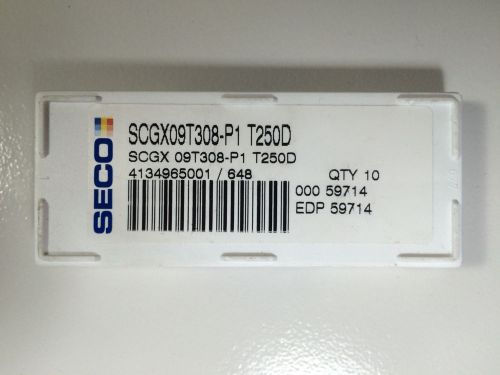 SECO
SCGX09T308-P1 T250D
SCGX 09T308-P1 T250D
4134965001 / 648 QTY 10
000 59714
EDP 59714